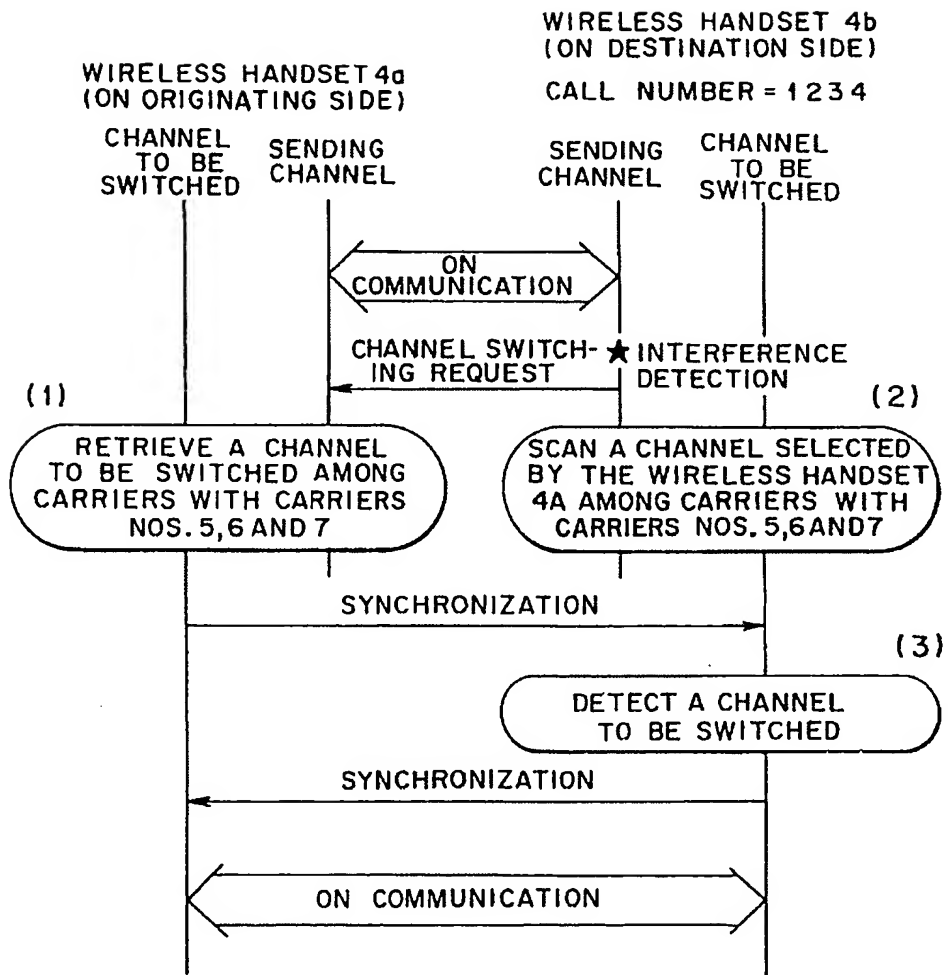 WIRELESS HANDSET 4b
(ON DESTINATION SIDE)
CALL NUMBER = 1234
WIRELESS HANDSET 4a
(ON ORIGINATING SIDE)
CHANNEL
TO BE
SWITCHED
SENDING
CHANNEL
SENDING
CHANNEL
CHANNEL
TO BE
SWITCHED
ON
COMMUNICATION
CHANNEL SWITCH-
ING REQUEST
★ INTERFERENCE
DETECTION
(1)
RETRIEVE A CHANNEL
TO BE SWITCHED AMONG
CARRIERS WITH CARRIERS
NOS. 5, 6 AND 7
(2)
SCAN A CHANNEL SELECTED
BY THE WIRELESS HANDSET
4A AMONG CARRIERS WITH
CARRIERS NOS. 5, 6 AND 7
SYNCHRONIZATION
(3)
DETECT A CHANNEL
TO BE SWITCHED
SYNCHRONIZATION
ON COMMUNICATION